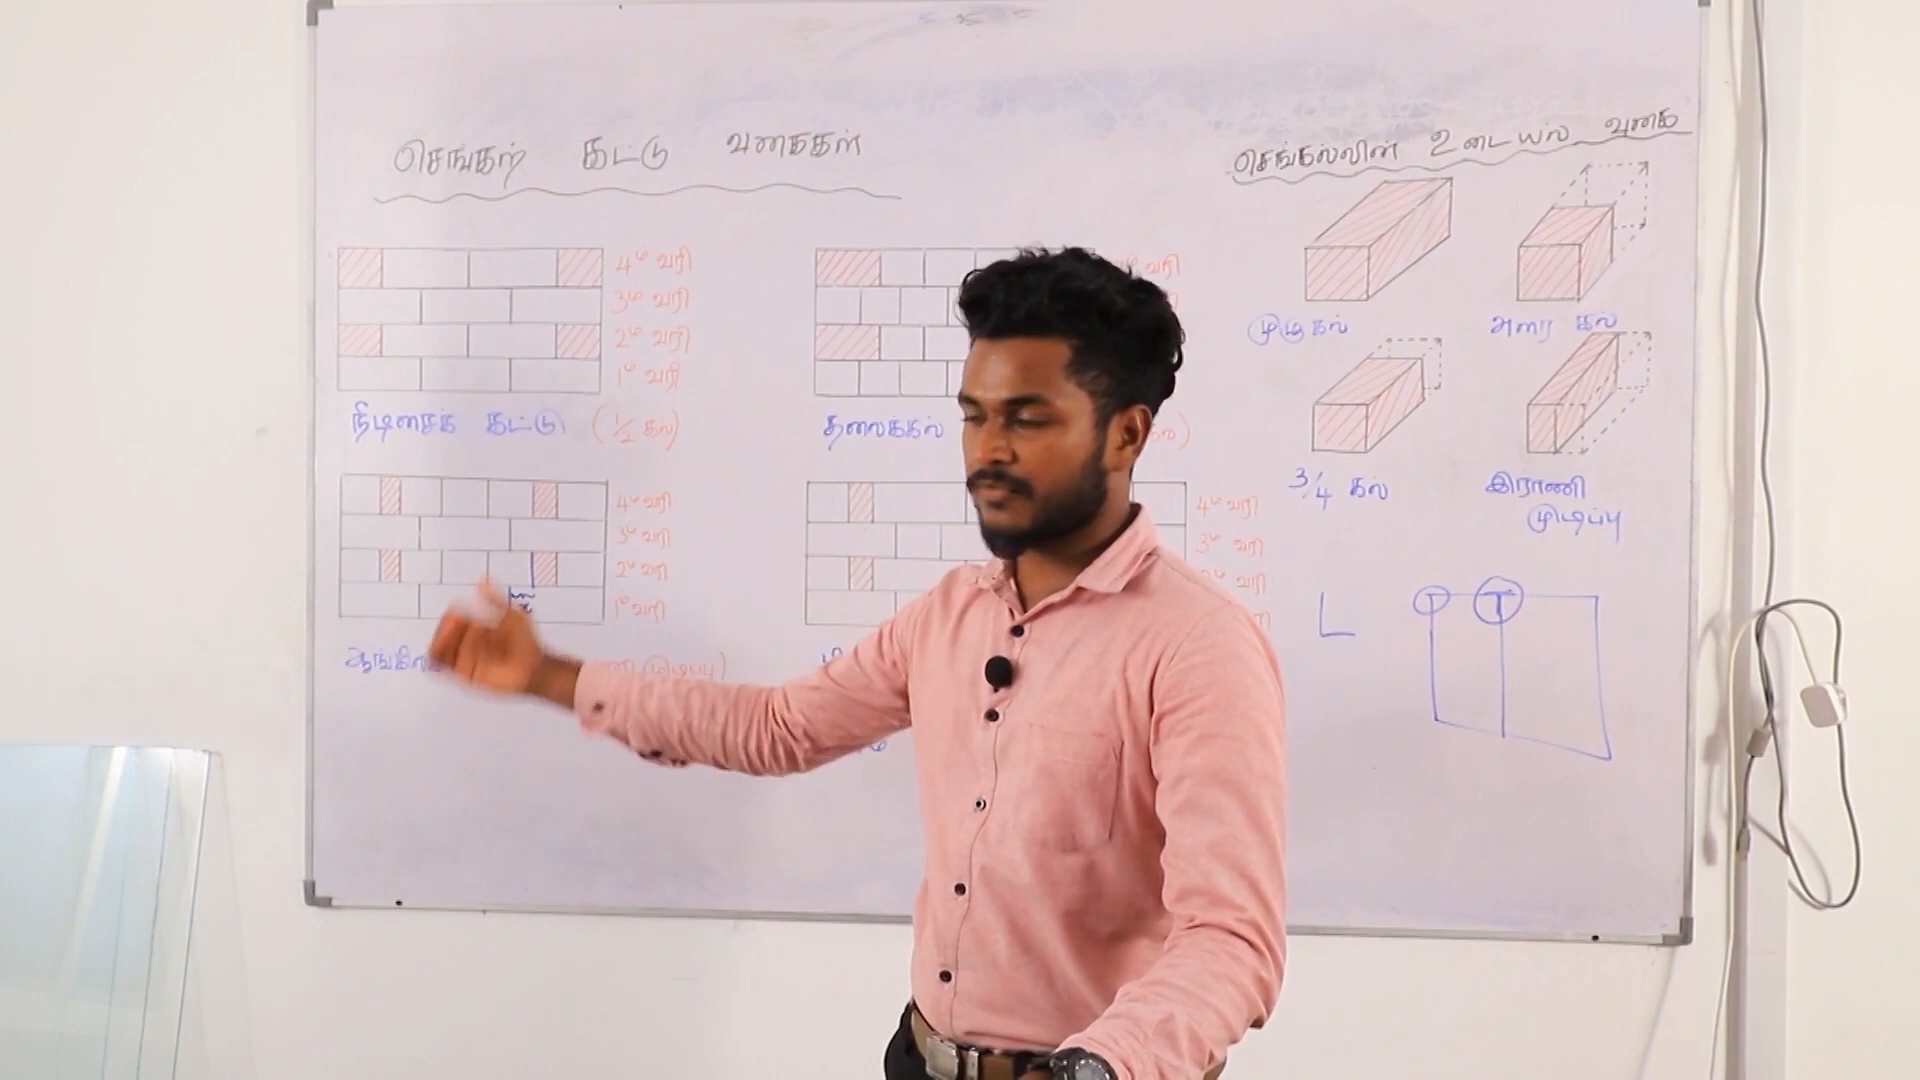 செங்கற் கட்டு வகைகள்
4ம் வரி
3ம் வரி
2ம் வரி
1ம் வரி
நீடிசைக் கட்டு (1/2 கல்)
4ம் வரி
3ம் வரி
2ம் வரி
1ம் வரி
முடிப்பு)
வரி
தலைக்கல்
4ம் வரி
3ம் வரி
வரி
செங்கல்லின் உடையல் வகை
முழு கல்
அரை கல்
3/4 கல்
இராணி
முடிப்பு
L
T
T